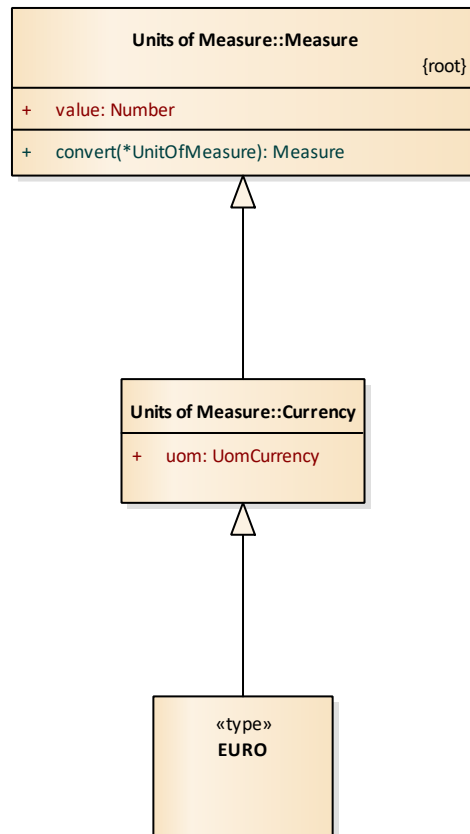 Units of Measure::Measure
{root}
+ value: Number
+ convert(*UnitOfMeasure): Measure
Units of Measure::Currency
+ uom: UomCurrency
«type»
EURO